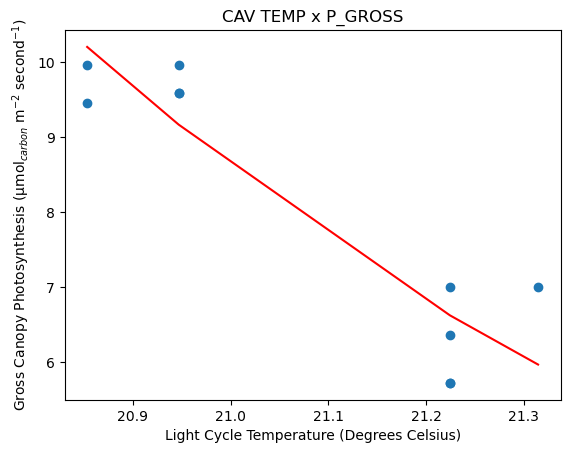 CAV TEMP x P_GROSS
Gross Canopy Photosynthesis (μmol$_{carbon}$ m$^{-2}$ second$^{-1}$)
10
9
8
7
6
20.9 21.0 21.1 21.2 21.3
Light Cycle Temperature (Degrees Celsius)